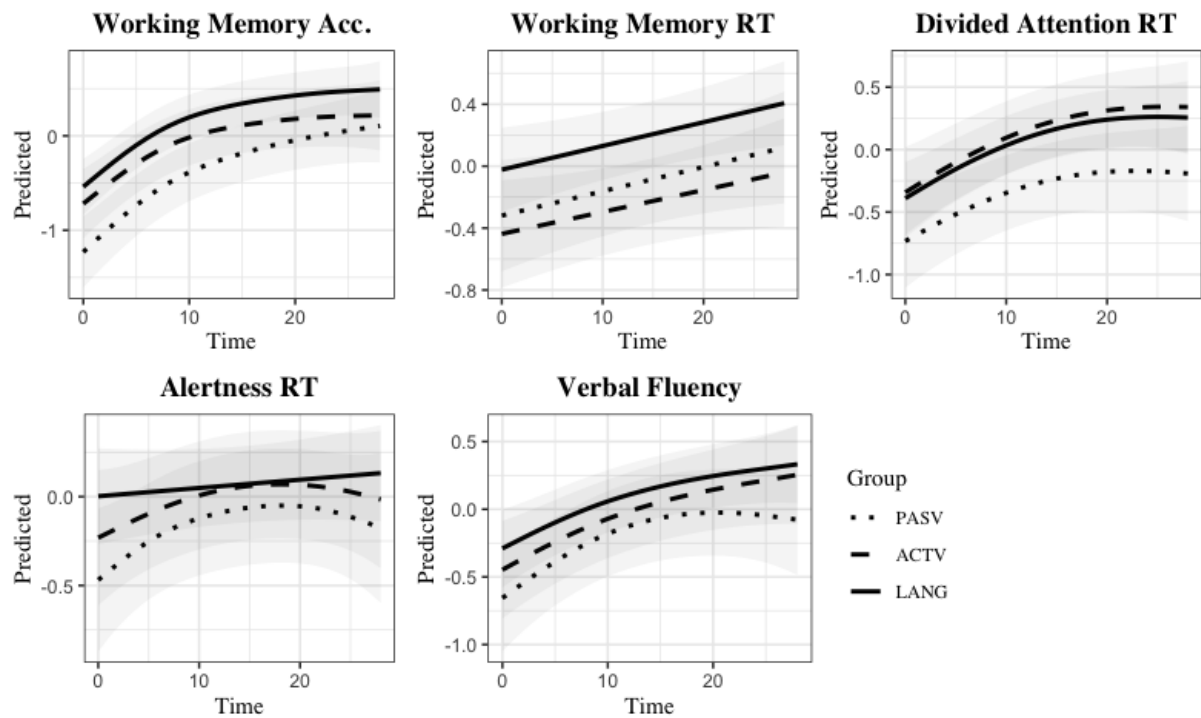 Working Memory Acc.
Working Memory RT
Divided Attention RT
0
-1
Predicted
0
10
20
Time
0.4
0.0
-0.4
-0.8
Predicted
0
10
20
Time
0.5
0.0
-0.5
-1.0
Predicted
0
10
20
Time
Alertness RT
Verbal Fluency
0.0
-0.5
Predicted
0
10
20
Time
0.5
0.0
-0.5
-1.0
Predicted
0
10
20
Time
Group
PASV
ACTV
LANG